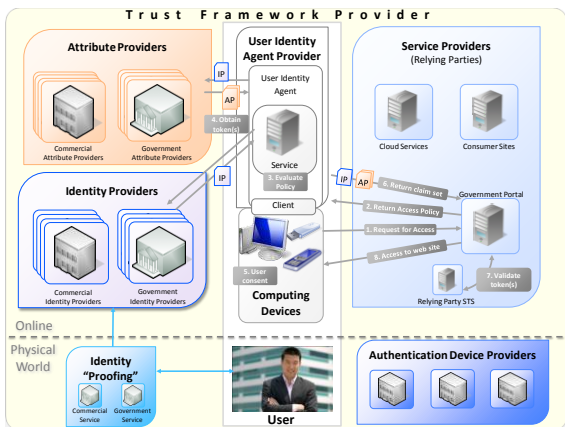 Trust Framework Provider
Attribute Providers
Commercial
Attribute Providers
Government
Attribute Providers
User Identity
Agent Provider
User Identity
Agent
Service
3. Evaluate
Policy
Client
IP
AP
4. Obtain
token(s)
IP
Service Providers
(Relying Parties)
Cloud Services
Consumer Sites
IP
AP
6. Return claim set
Government Portal
2. Return Access Policy
1. Request for Access
8. Access to web site
7. Validate
token(s)
Relying Party STS
Identity Providers
Commercial
Identity Providers
Government
Identity Providers
5. User
consent
Computing
Devices
Online
Physical
World
Identity
"Proofing"
Commercial
Service
Government
Service
User
Authentication Device Providers